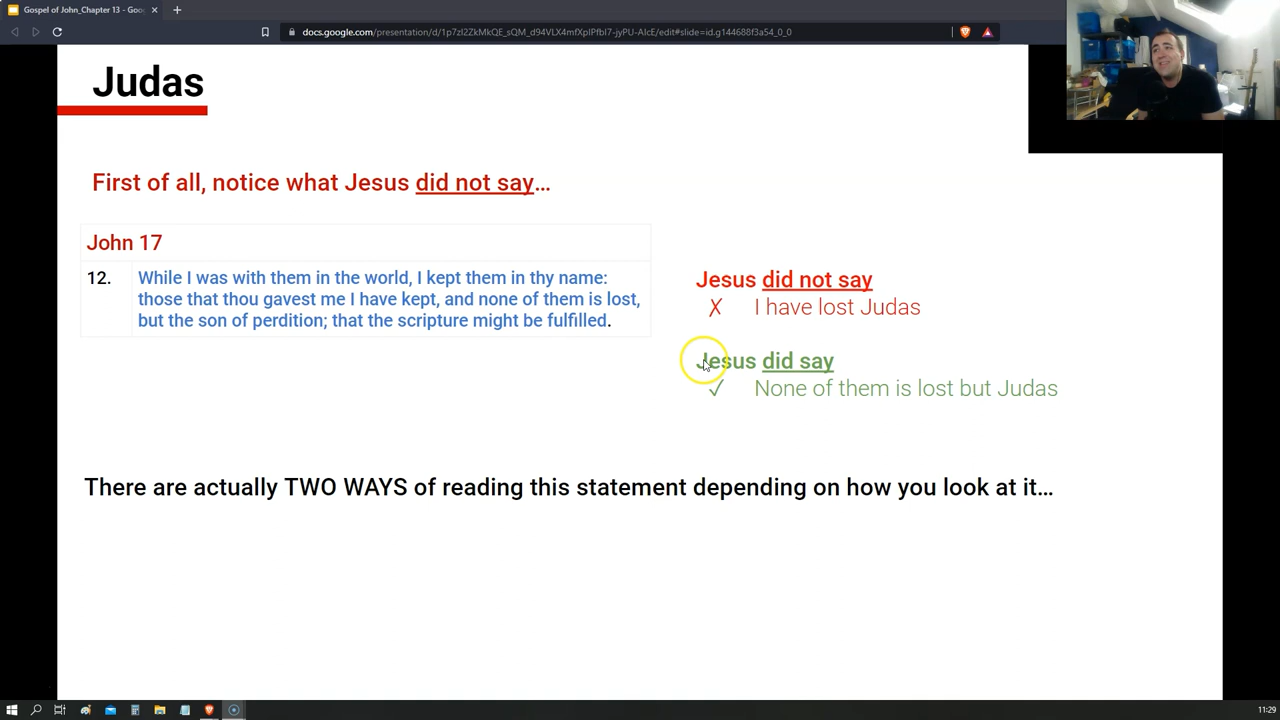 Gospel of John_Chapter 13 - Goo
docs.google.com/presentation/d/1p7zl2ZkMkQE_sQM_d94VLX4mfXpIPfbI7-jyPU-AIcE/edit#slide=id.g144688f3a54_0_0
Judas
First of all, notice what Jesus did not say…
John 17
12. While I was with them in the world, I kept them in thy name:
those that thou gavest me I have kept, and none of them is lost,
but the son of perdition; that the scripture might be fulfilled.
Jesus did not say
✗ I have lost Judas
Jesus did say
✓ None of them is lost but Judas
There are actually TWO WAYS of reading this statement depending on how you look at it…
11:29